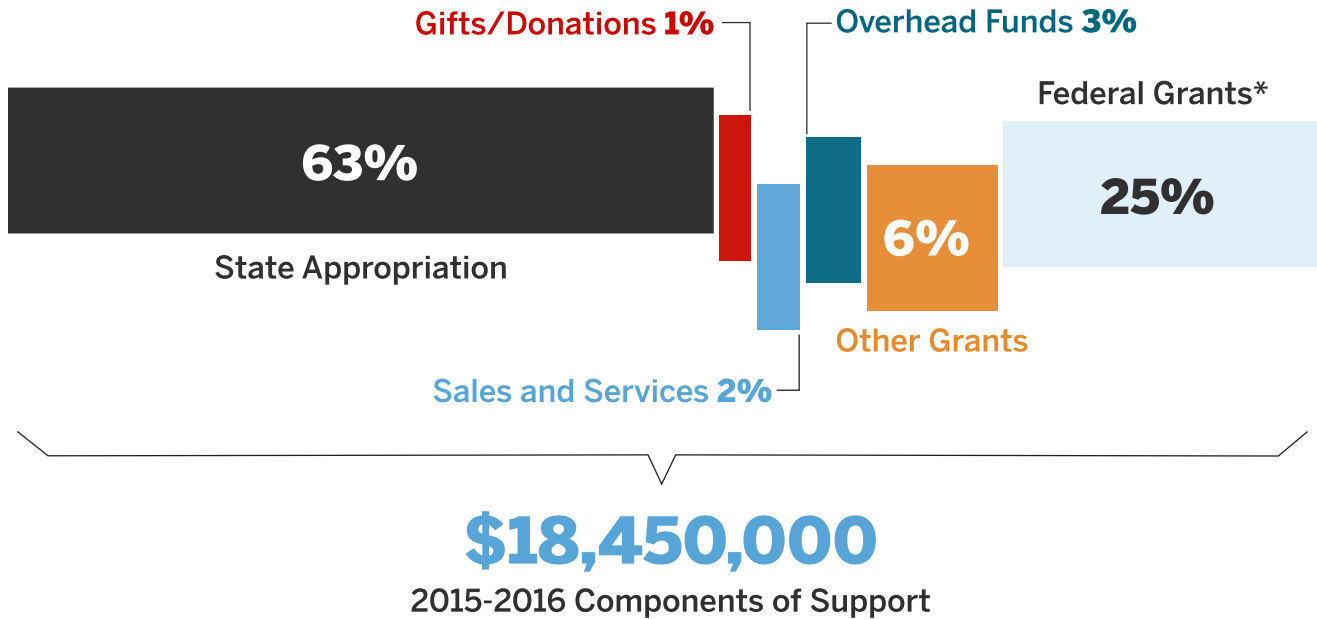 Gifts/Donations 1%
Overhead Funds 3%
Federal Grants*
63%
25%
6%
State Appropriation
Other Grants
Sales and Services 2%
$18,450,000
2015-2016 Components of Support